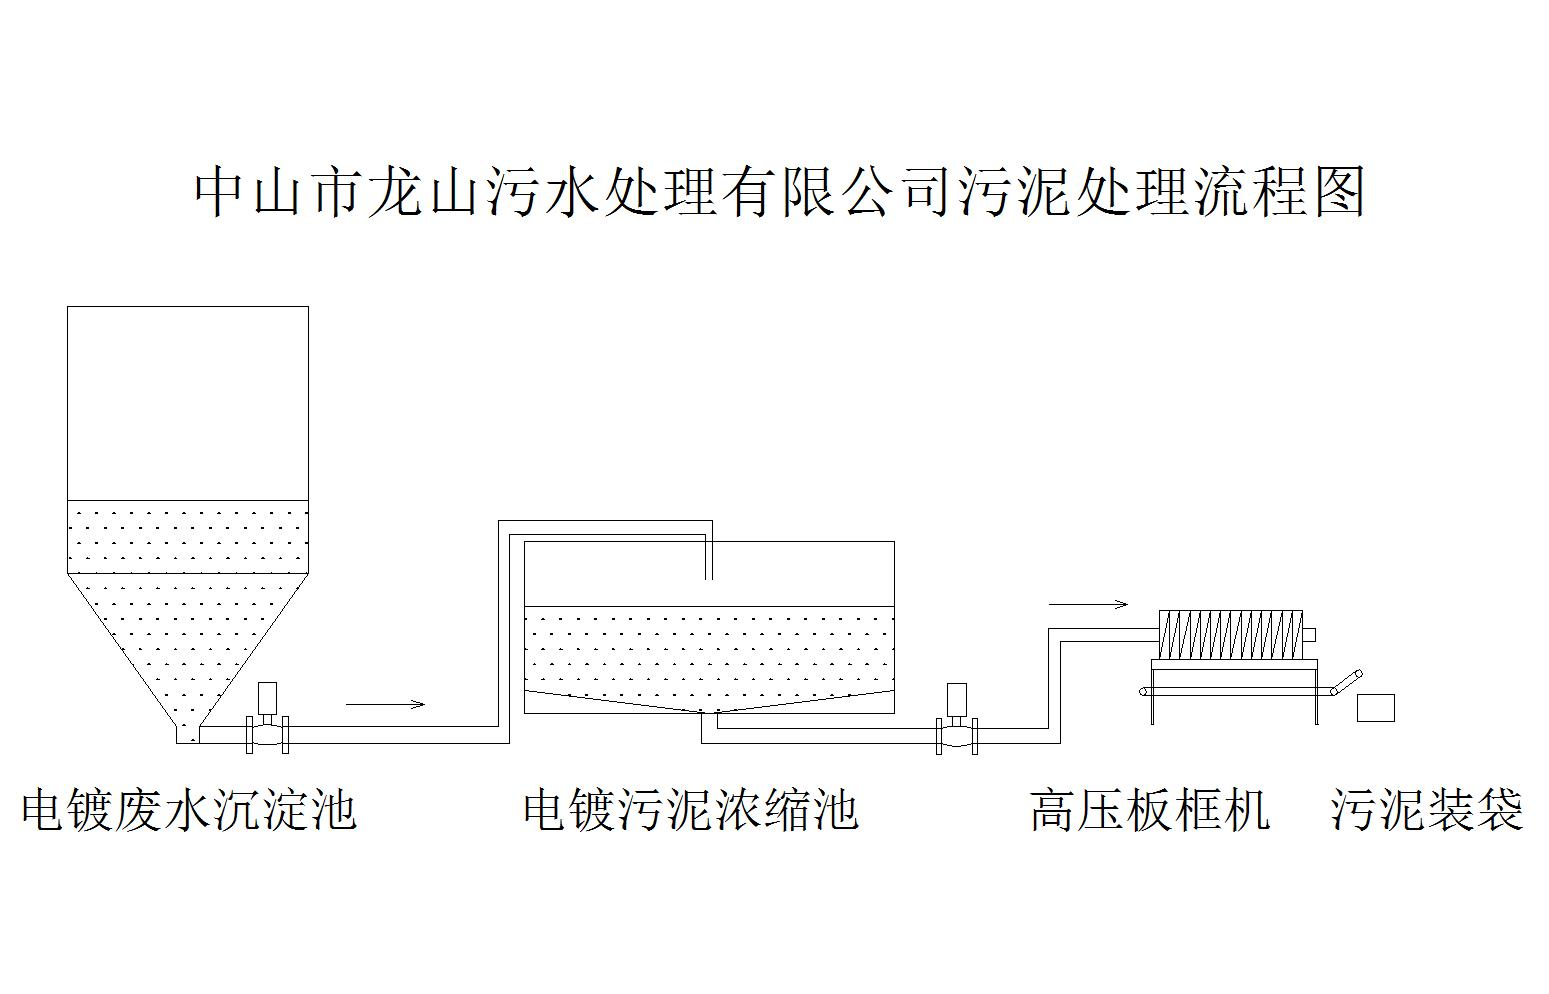 中山市龙山污水处理有限公司污泥处理流程图
电镀废水沉淀池
电镀污泥浓缩池
高压板框机
污泥装袋